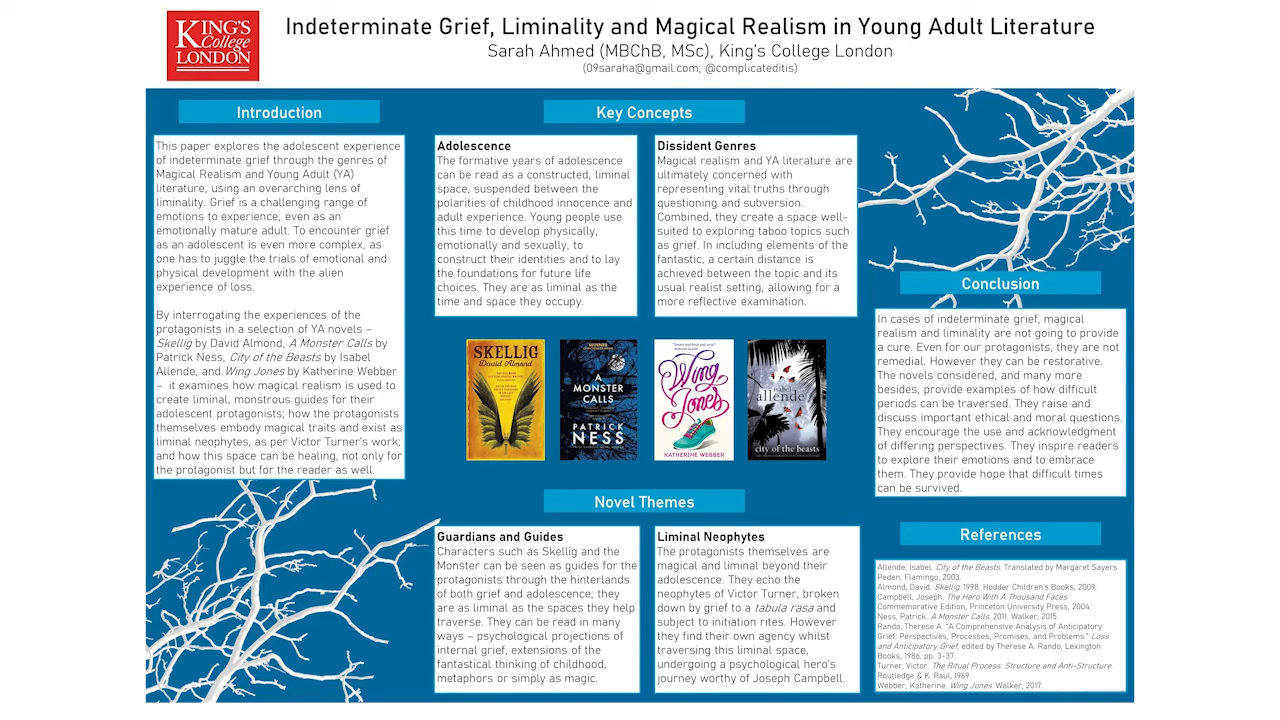 KING'S
College
LONDON
Indeterminate Grief, Liminality and Magical Realism in Young Adult Literature
Sarah Ahmed (MBChB, MSc), King's College London
(09saraha@gmail.com; @complicateditis)
Introduction
This paper explores the adolescent experience
of indeterminate grief through the genres of
Magical Realism and Young Adult (YA)
literature, using an overarching lens of
liminality. Grief is a challenging range of
emotions to experience, even as an
emotionally mature adult. To encounter grief
as an adolescent is even more complex, as
one has to juggle the trials of emotional and
physical development with the alien
experience of loss.
By interrogating the experiences of the
protagonists in a selection of YA novels –
Skellig by David Almond, A Monster Calls by
Patrick Ness, City of the Beasts by Isabel
Allende, and Wing Jones by Katherine Webber
– it examines how magical realism is used to
create liminal, monstrous guides for their
adolescent protagonists; how the protagonists
themselves embody magical traits and exist as
liminal neophytes, as per Victor Turner's work;
and how this space can be healing, not only for
the protagonist but for the reader as well.
Key Concepts
Adolescence
The formative years of adolescence
can be read as a constructed, liminal
space, suspended between the
polarities of childhood innocence and
adult experience. Young people use
this time to develop physically,
emotionally and sexually, to
construct their identities and to lay
the foundations for future life
choices. They are as liminal as the
time and space they occupy.
Dissident Genres
Magical realism and YA literature are
ultimately concerned with
representing vital truths through
questioning and subversion.
Combined, they create a space well-
suited to exploring taboo topics such
as grief. In including elements of the
fantastic, a certain distance is
achieved between the topic and its
usual realist setting, allowing for a
more reflective examination.
SKELLIG
David Almond
A
MONSTER
CALLS
PATRICK
NESS
Wing
Jones
KATHERINE WEBBER
isabel
allende
city of the beasts
Novel Themes
Guardians and Guides
Characters such as Skellig and the
Monster can be seen as guides for the
protagonists through the hinterlands
of both grief and adolescence; they
are as liminal as the spaces they help
traverse. They can be read in many
ways – psychological projections of
internal grief, extensions of the
fantastical thinking of childhood,
metaphors or simply as magic.
Liminal Neophytes
The protagonists themselves are
magical and liminal beyond their
adolescence. They echo the
neophytes of Victor Turner, broken
down by grief to a tabula rasa and
subject to initiation rites. However
they find their own agency whilst
traversing this liminal space,
undergoing a psychological hero's
journey worthy of Joseph Campbell.
Conclusion
In cases of indeterminate grief, magical
realism and liminality are not going to provide
a cure. Even for our protagonists, they are not
remedial. However they can be restorative.
The novels considered, and many more
besides, provide examples of how difficult
periods can be traversed. They raise and
discuss important ethical and moral questions.
They encourage the use and acknowledgment
of differing perspectives. They inspire readers
to explore their emotions and to embrace
them. They provide hope that difficult times
can be survived.
References
Allende, Isabel. City of the Beasts. Translated by Margaret Sayers
Peden, Flamingo, 2003.
Almond, David. Skellig. 1998. Hodder Children's Books, 2009.
Campbell, Joseph. The Hero With A Thousand Faces.
Commemorative Edition, Princeton University Press, 2004.
Ness, Patrick. A Monster Calls. 2011. Walker, 2015.
Rando, Therese A. "A Comprehensive Analysis of Anticipatory
Grief: Perspectives, Processes, Promises, and Problems." Loss
and Anticipatory Grief, edited by Therese A. Rando, Lexington
Books, 1986, pp. 3-37.
Turner, Victor. The Ritual Process: Structure and Anti-Structure.
Routledge & K. Paul, 1969.
Webber, Katherine. Wing Jones. Walker, 2017.